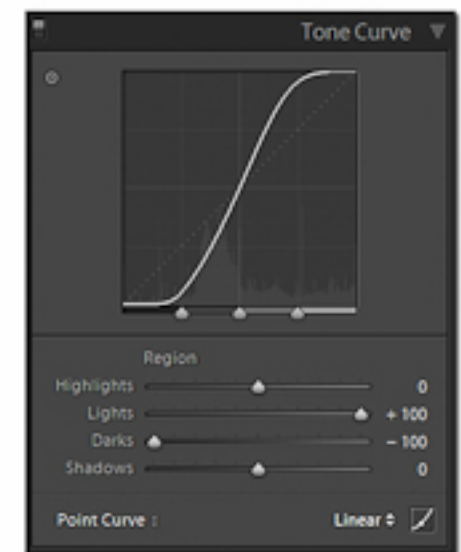 Tone Curve
Region
Highlights 0
Lights + 100
Darks - 100
Shadows 0
Point Curve : Linear